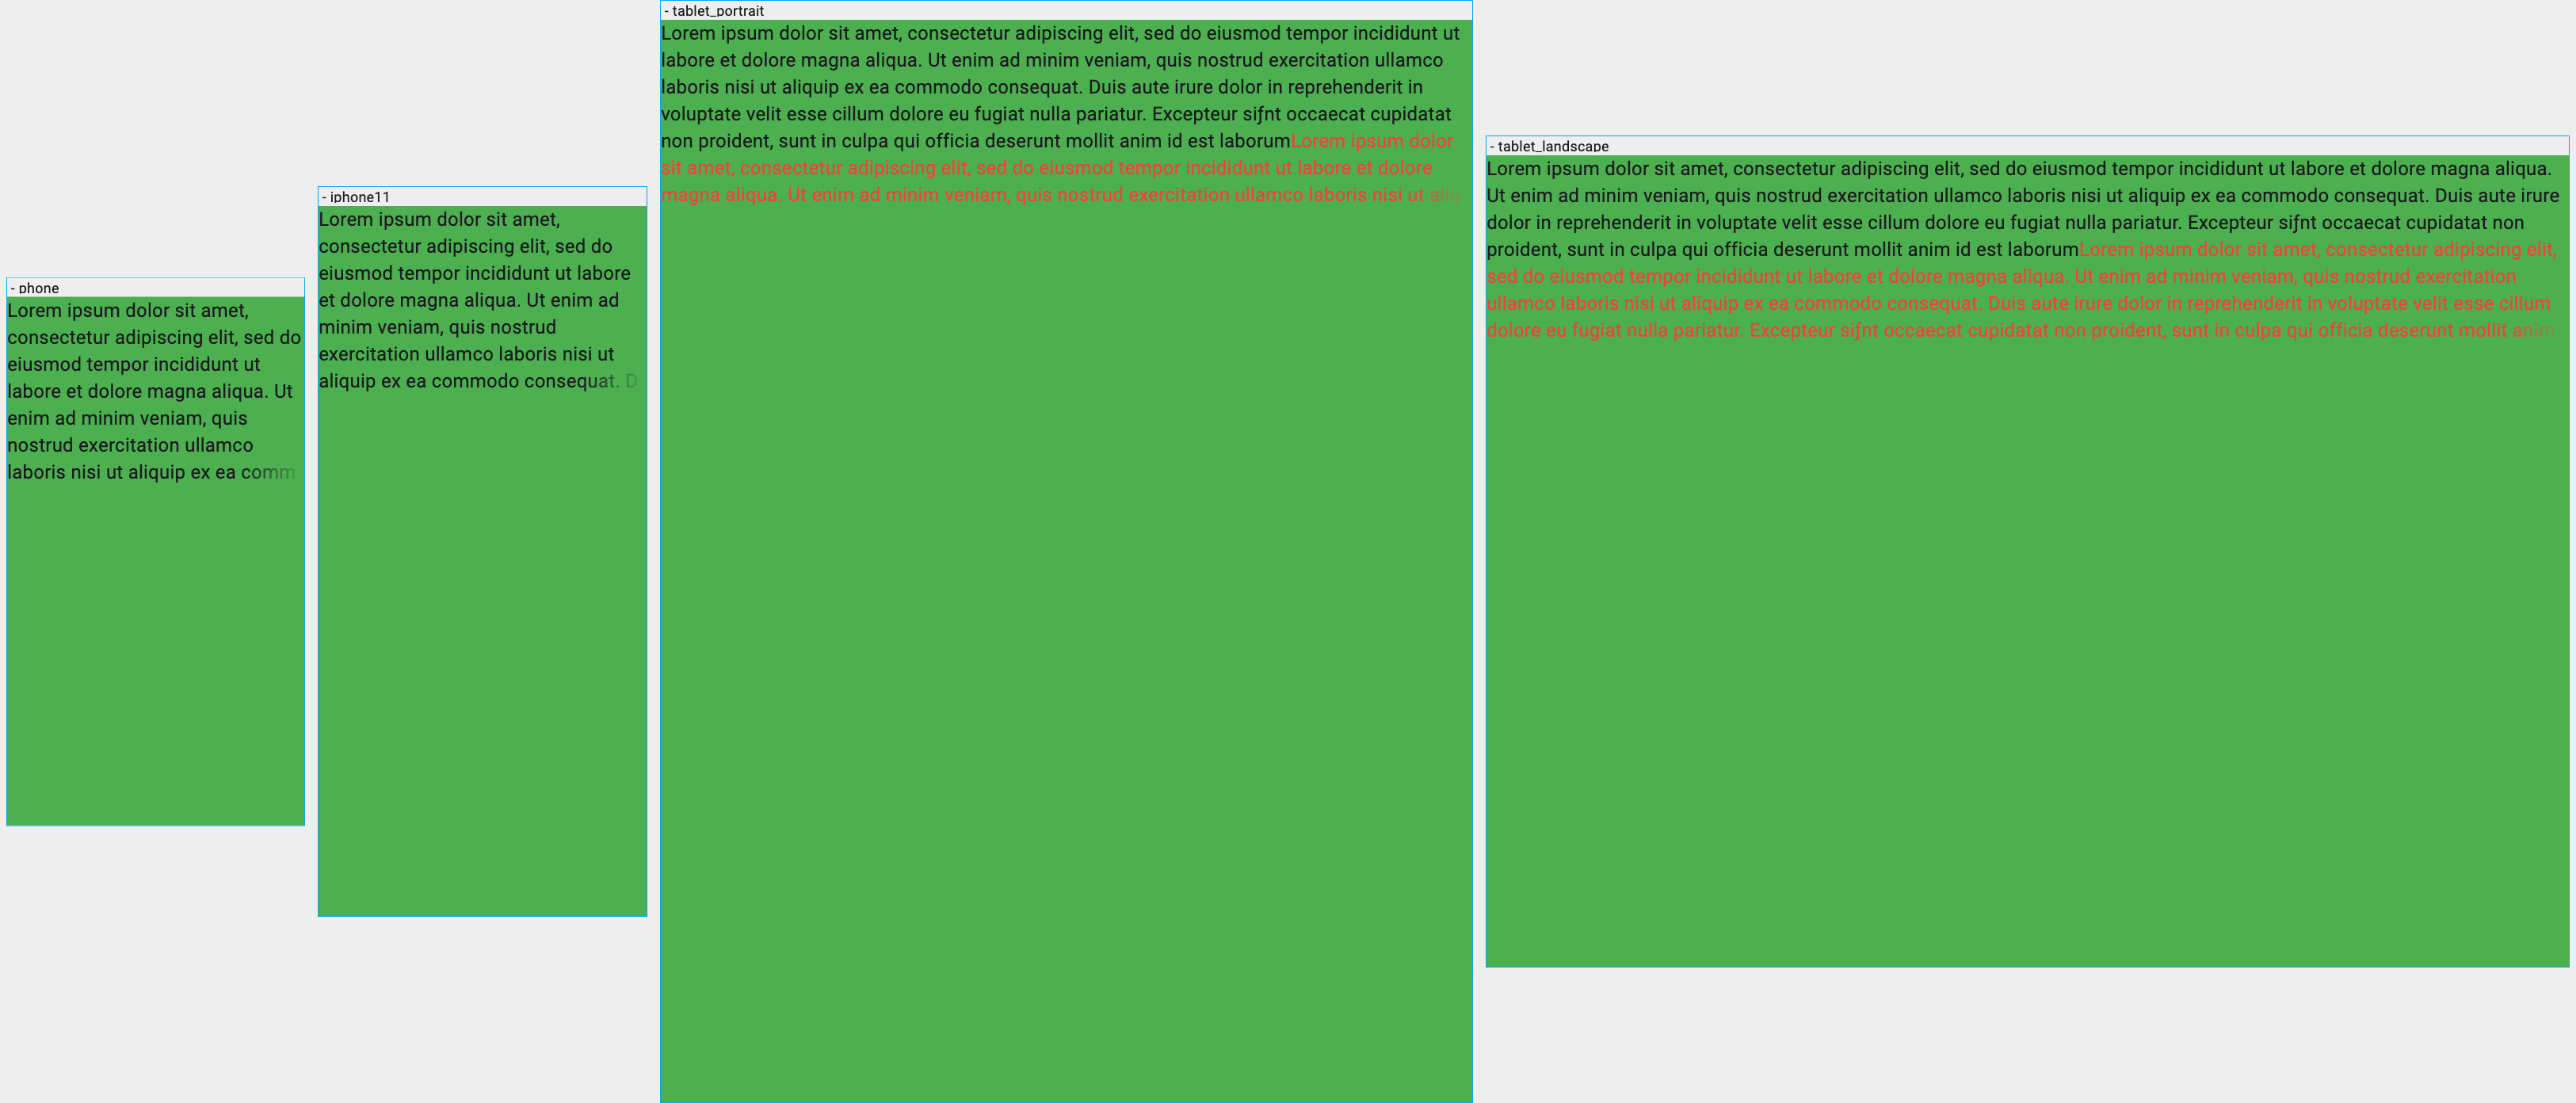 - phone
Lorem ipsum dolor sit amet,
consectetur adipiscing elit, sed do
eiusmod tempor incididunt ut
labore et dolore magna aliqua. Ut
enim ad minim veniam, quis
nostrud exercitation ullamco
laboris nisi ut aliquip ex ea comm
- iphone11
Lorem ipsum dolor sit amet,
consectetur adipiscing elit, sed do
eiusmod tempor incididunt ut labore
et dolore magna aliqua. Ut enim ad
minim veniam, quis nostrud
exercitation ullamco laboris nisi ut
aliquip ex ea commodo consequat. D
- tablet_portrait
Lorem ipsum dolor sit amet, consectetur adipiscing elit, sed do eiusmod tempor incididunt ut
labore et dolore magna aliqua. Ut enim ad minim veniam, quis nostrud exercitation ullamco
laboris nisi ut aliquip ex ea commodo consequat. Duis aute irure dolor in reprehenderit in
voluptate velit esse cillum dolore eu fugiat nulla pariatur. Excepteur siƒnt occaecat cupidatat
non proident, sunt in culpa qui officia deserunt mollit anim id est laborumLorem ipsum dolor
sit amet, consectetur adipiscing elit, sed do eiusmod tempor incididunt ut labore et dolore
magna aliqua. Ut enim ad minim veniam, quis nostrud exercitation ullamco laboris nisi ut aliq
- tablet_landscape
Lorem ipsum dolor sit amet, consectetur adipiscing elit, sed do eiusmod tempor incididunt ut labore et dolore magna aliqua.
Ut enim ad minim veniam, quis nostrud exercitation ullamco laboris nisi ut aliquip ex ea commodo consequat. Duis aute irure
dolor in reprehenderit in voluptate velit esse cillum dolore eu fugiat nulla pariatur. Excepteur siƒnt occaecat cupidatat non
proident, sunt in culpa qui officia deserunt mollit anim id est laborumLorem ipsum dolor sit amet, consectetur adipiscing elit,
sed do eiusmod tempor incididunt ut labore et dolore magna aliqua. Ut enim ad minim veniam, quis nostrud exercitation
ullamco laboris nisi ut aliquip ex ea commodo consequat. Duis aute irure dolor in reprehenderit in voluptate velit esse cillum
dolore eu fugiat nulla pariatur. Excepteur siƒnt occaecat cupidatat non proident, sunt in culpa qui officia deserunt mollit anim